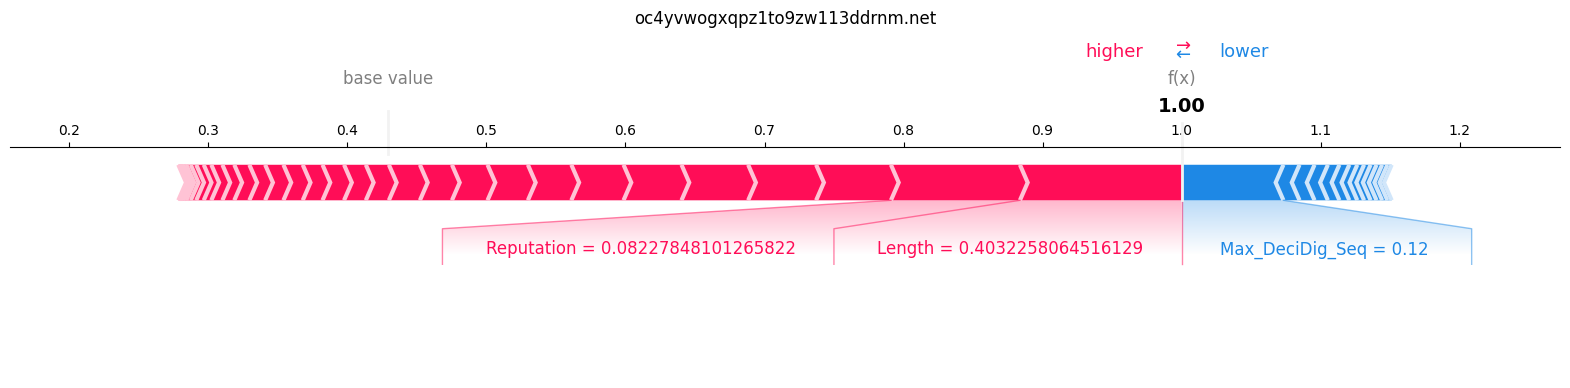 oc4yvwogxqpz1to9zw113ddrnm.net
higher ⇄ lower
base value f(x)
1.00
0.2 0.3 0.4 0.5 0.6 0.7 0.8 0.9 1.0 1.1 1.2
Reputation = 0.08227848101265822 Length = 0.4032258064516129 Max_DeciDig_Seq = 0.12